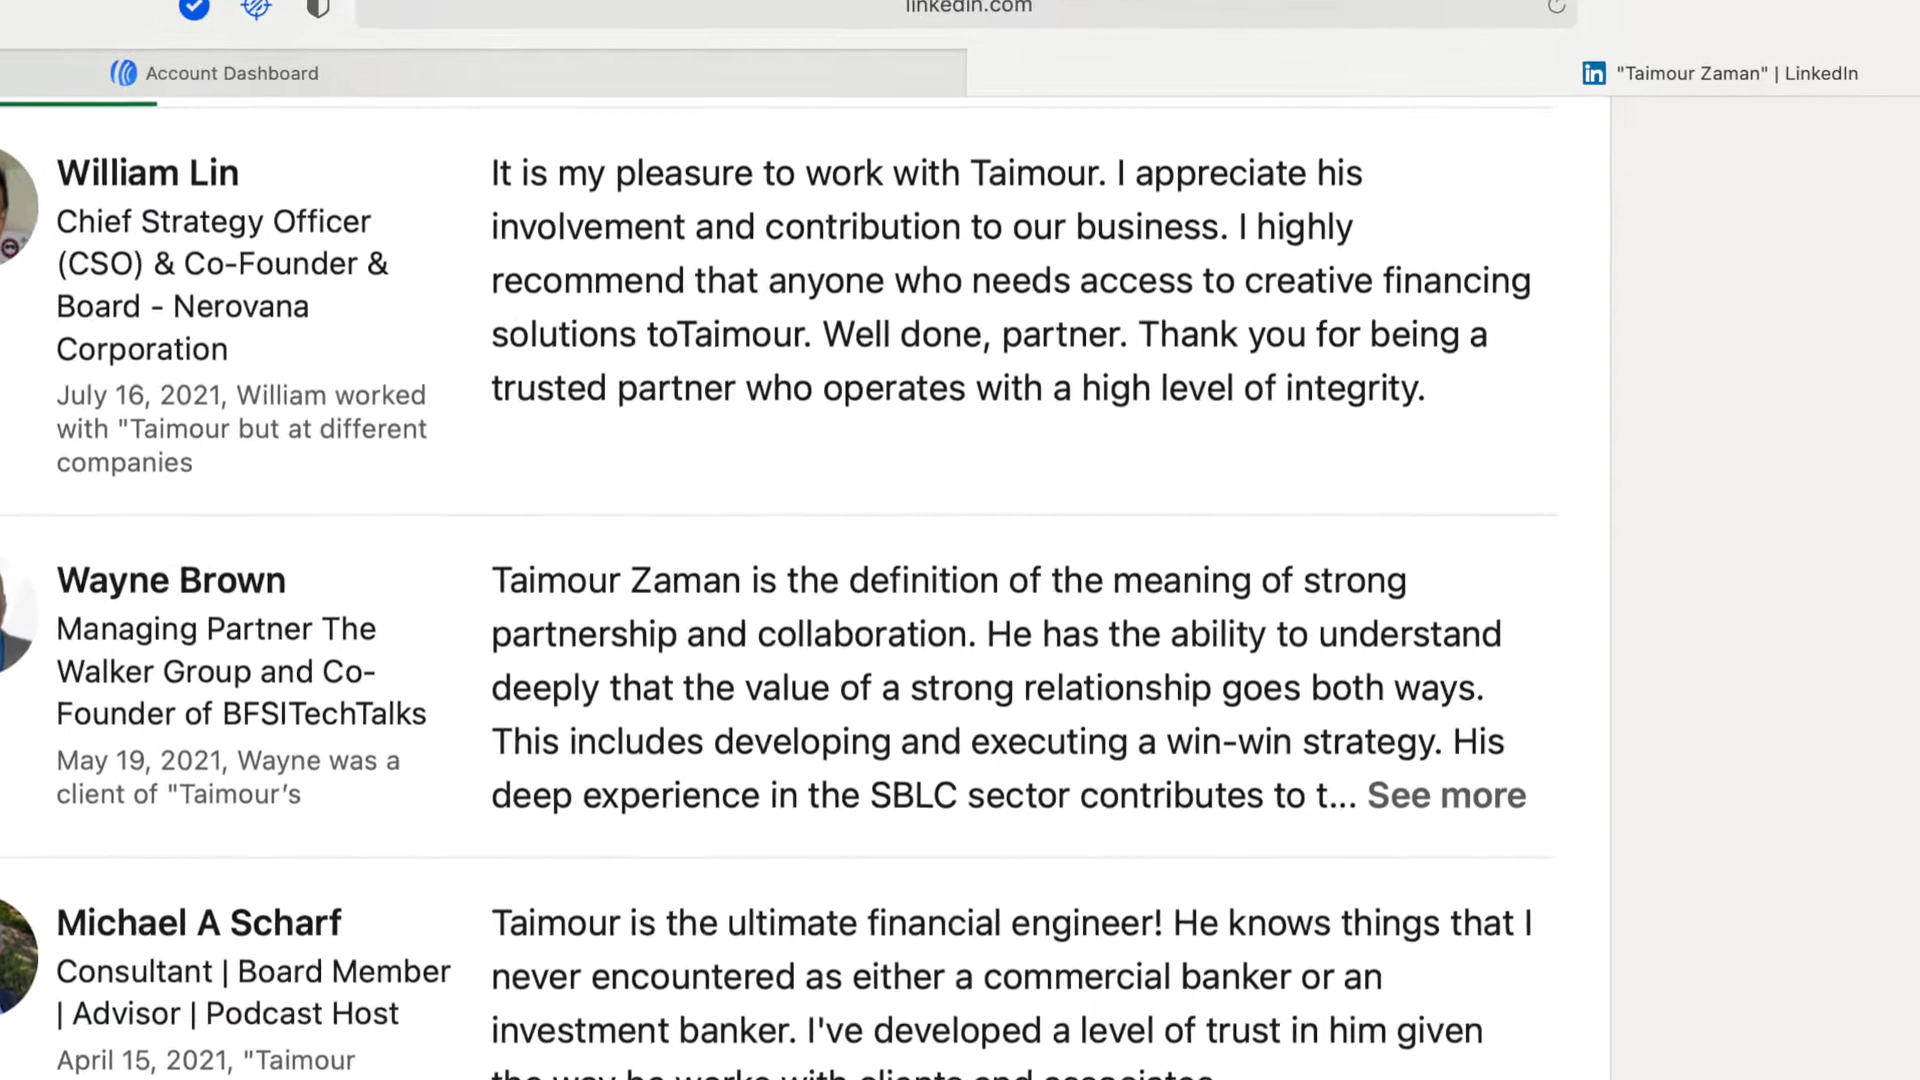 linkedin.com
Account Dashboard
"Taimour Zaman" | LinkedIn
William Lin
Chief Strategy Officer
(CSO) & Co-Founder &
Board - Nerovana
Corporation
July 16, 2021, William worked
with "Taimour but at different
companies
It is my pleasure to work with Taimour. I appreciate his
involvement and contribution to our business. I highly
recommend that anyone who needs access to creative financing
solutions toTaimour. Well done, partner. Thank you for being a
trusted partner who operates with a high level of integrity.
Wayne Brown
Managing Partner The
Walker Group and Co-
Founder of BFSITechTalks
May 19, 2021, Wayne was a
client of "Taimour’s
Taimour Zaman is the definition of the meaning of strong
partnership and collaboration. He has the ability to understand
deeply that the value of a strong relationship goes both ways.
This includes developing and executing a win-win strategy. His
deep experience in the SBLC sector contributes to t... See more
Michael A Scharf
Consultant | Board Member
| Advisor | Podcast Host
April 15, 2021, "Taimour
Taimour is the ultimate financial engineer! He knows things that I
never encountered as either a commercial banker or an
investment banker. I've developed a level of trust in him given
the way he works with clients and associates